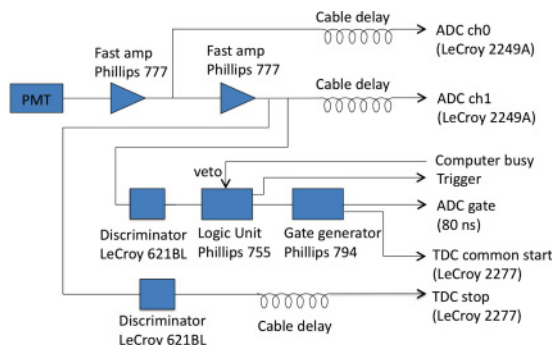 Cable delay
ADC ch0
(LeCroy 2249A)
Fast amp
Phillips 777
Fast amp
Phillips 777
PMT
Cable delay
ADC ch1
(LeCroy 2249A)
Computer busy
veto
Trigger
ADC gate
(80 ns)
Discriminator
LeCroy 621BL
Logic Unit
Phillips 755
Gate generator
Phillips 794
TDC common start
(LeCroy 2277)
TDC stop
(LeCroy 2277)
Discriminator
LeCroy 621BL
Cable delay